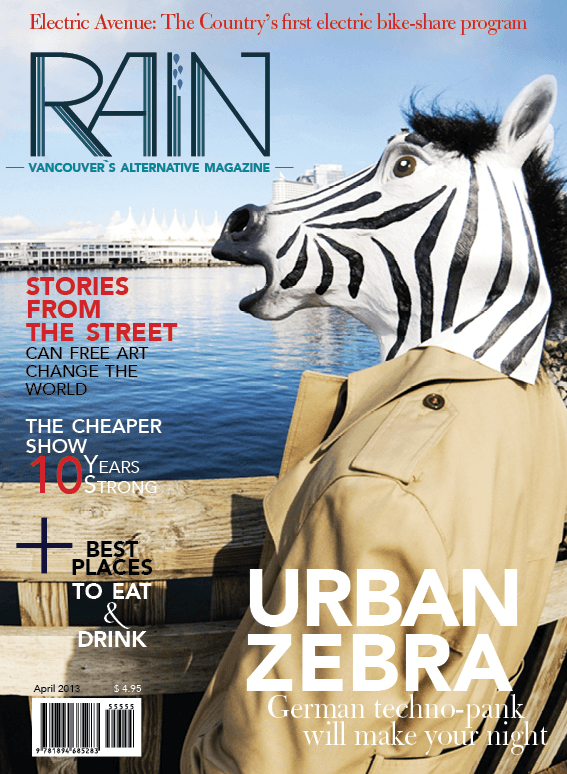 Electric Avenue: The Country's first electric bike-share program
RAIN
VANCOUVER`S ALTERNATIVE MAGAZINE
STORIES
FROM
THE STREET
CAN FREE ART
CHANGE THE
WORLD
THE CHEAPER
SHOW
10 YEARS
STRONG
+ BEST
PLACES
TO EAT
&
DRINK
URBAN
ZEBRA
German techno-pank
will make your night
April 2013 $ 4.95
55555
9 781894 685283